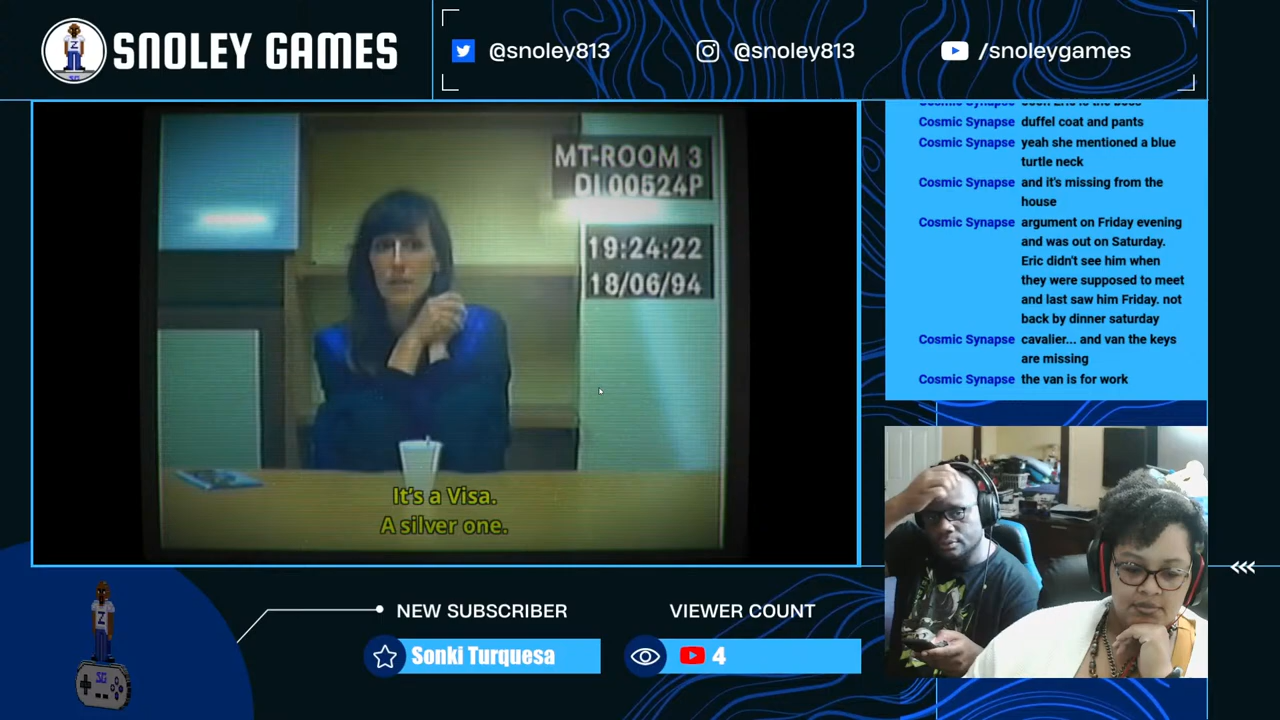 SNOLEY GAMES
@snoley813
@snoley813
/snoleygames
MT-ROOM 3
DI 00524P
19:24:22
18/06/94
It's a Visa.
A silver one.
Cosmic Synapse duffel coat and pants
Cosmic Synapse yeah she mentioned a blue
turtle neck
Cosmic Synapse and it's missing from the
house
Cosmic Synapse argument on Friday evening
and was out on Saturday.
Eric didn't see him when
they were supposed to meet
and last saw him Friday. not
back by dinner saturday
Cosmic Synapse cavalier... and van the keys
are missing
Cosmic Synapse the van is for work
NEW SUBSCRIBER
Sonki Turquesa
VIEWER COUNT
4
Z
SG